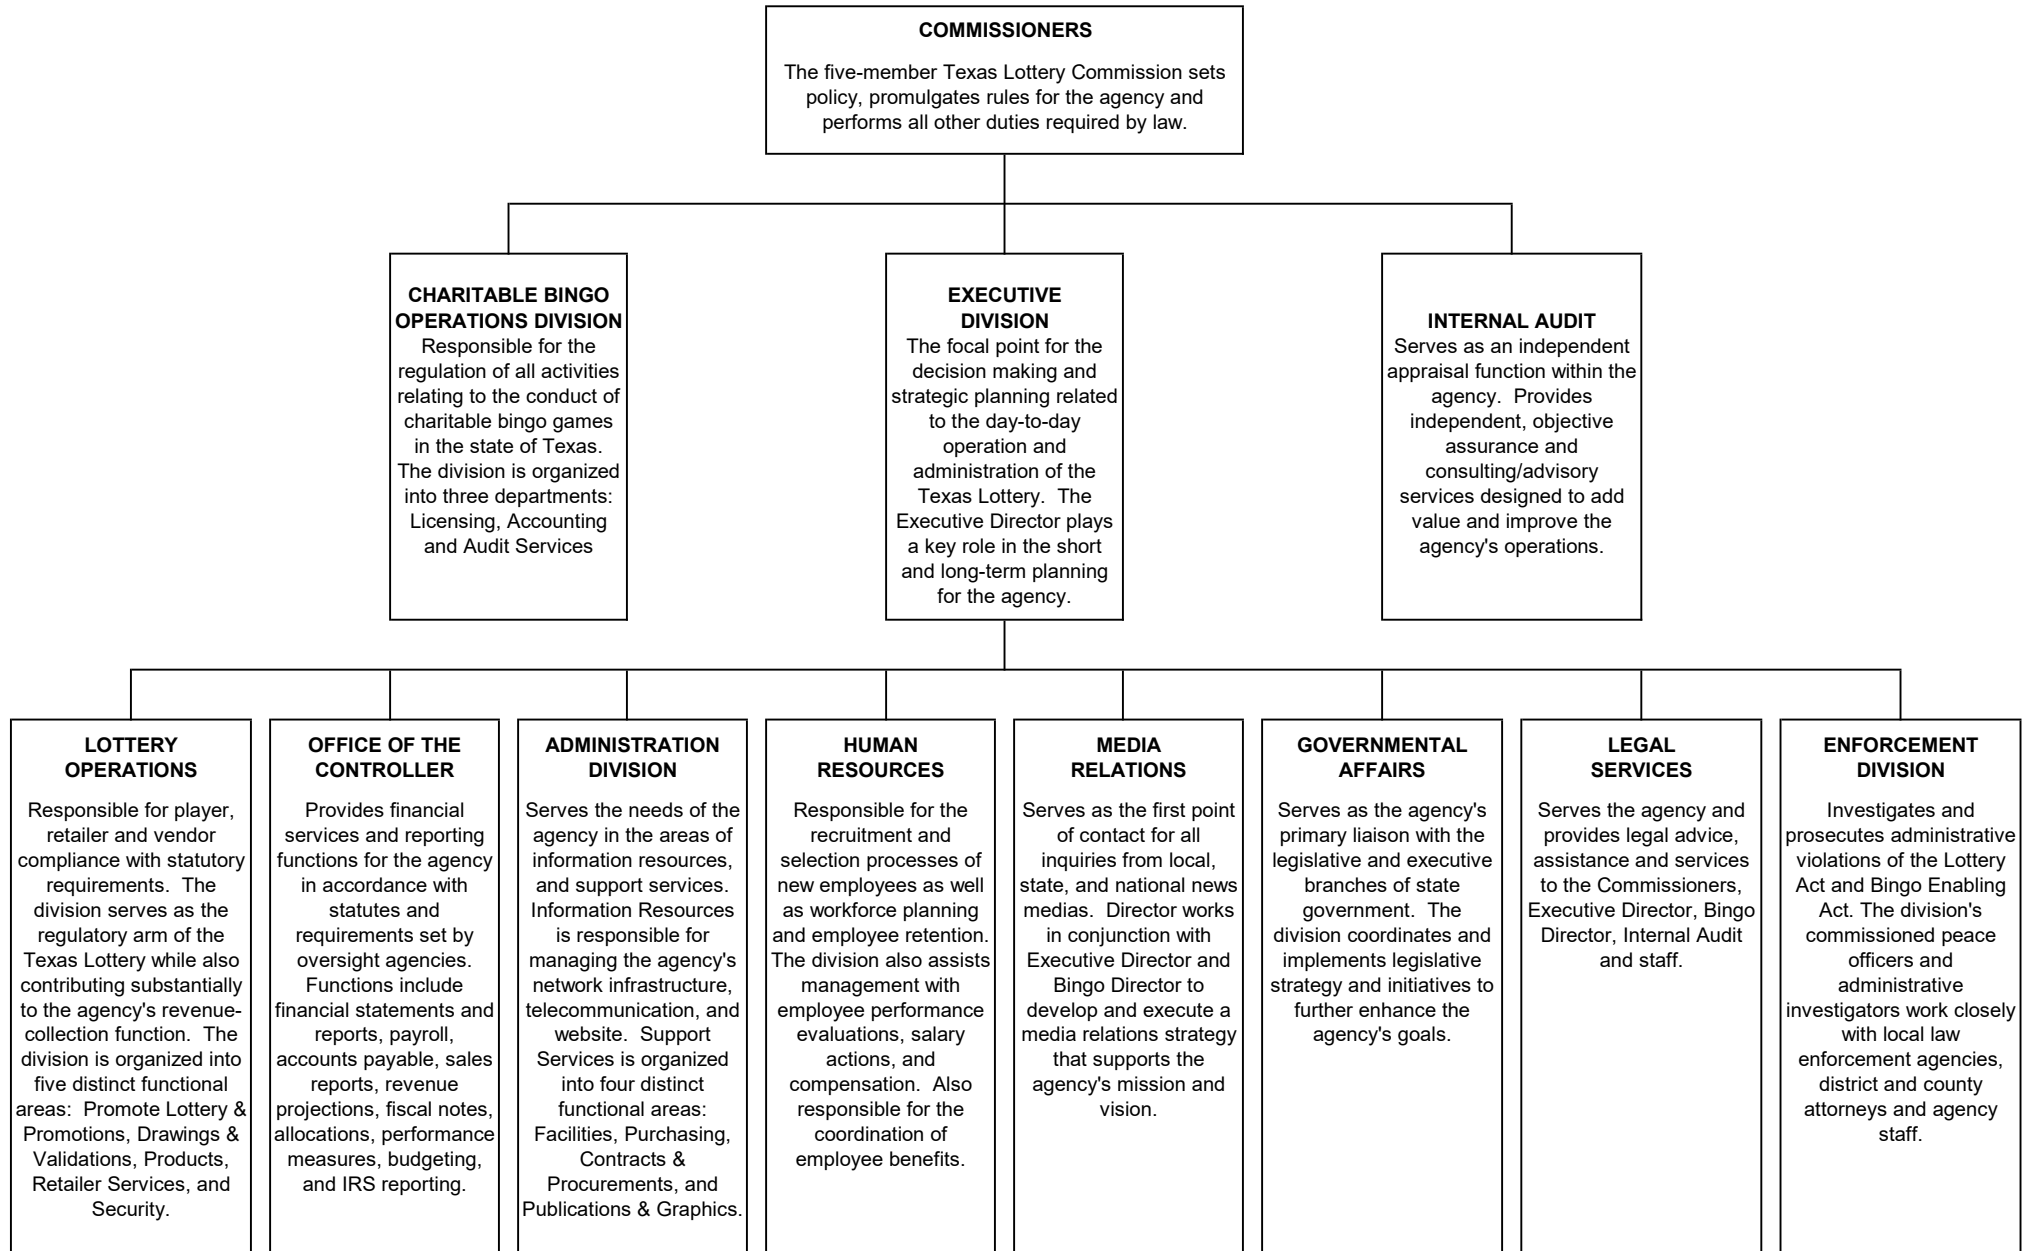 COMMISSIONERS
The five-member Texas Lottery Commission sets
policy, promulgates rules for the agency and
performs all other duties required by law.
CHARITABLE BINGO
OPERATIONS DIVISION
Responsible for the
regulation of all activities
relating to the conduct of
charitable bingo games
in the state of Texas.
The division is organized
into three departments:
Licensing, Accounting
and Audit Services
EXECUTIVE
DIVISION
The focal point for the
decision making and
strategic planning related
to the day-to-day
operation and
administration of the
Texas Lottery.  The
Executive Director plays
a key role in the short
and long-term planning
for the agency.
INTERNAL AUDIT
Serves as an independent
appraisal function within the
agency.  Provides
independent, objective
assurance and
consulting/advisory
services designed to add
value and improve the
agency's operations.
LOTTERY
OPERATIONS
Responsible for player,
retailer and vendor
compliance with statutory
requirements.  The
division serves as the
regulatory arm of the
Texas Lottery while also
contributing substantially
to the agency's revenue-
collection function.  The
division is organized into
five distinct functional
areas:  Promote Lottery &
Promotions, Drawings &
Validations, Products,
Retailer Services, and
Security.
OFFICE OF THE
CONTROLLER
Provides financial
services and reporting
functions for the agency
in accordance with
statutes and
requirements set by
oversight agencies.
Functions include
financial statements and
reports, payroll,
accounts payable, sales
reports, revenue
projections, fiscal notes,
allocations, performance
measures, budgeting,
and IRS reporting.
ADMINISTRATION
DIVISION
Serves the needs of the
agency in the areas of
information resources,
and support services.
Information Resources
is responsible for
managing the agency's
network infrastructure,
telecommunication, and
website.  Support
Services is organized
into four distinct
functional areas:
Facilities, Purchasing,
Contracts &
Procurements, and
Publications & Graphics.
HUMAN
RESOURCES
Responsible for the
recruitment and
selection processes of
new employees as well
as workforce planning
and employee retention.
The division also assists
management with
employee performance
evaluations, salary
actions, and
compensation.  Also
responsible for the
coordination of
employee benefits.
MEDIA
RELATIONS
Serves as the first point
of contact for all
inquiries from local,
state, and national news
medias.  Director works
in conjunction with
Executive Director and
Bingo Director to
develop and execute a
media relations strategy
that supports the
agency's mission and
vision.
GOVERNMENTAL
AFFAIRS
Serves as the agency's
primary liaison with the
legislative and executive
branches of state
government.  The
division coordinates and
implements legislative
strategy and initiatives to
further enhance the
agency's goals.
LEGAL
SERVICES
Serves the agency and
provides legal advice,
assistance and services
to the Commissioners,
Executive Director, Bingo
Director, Internal Audit
and staff.
ENFORCEMENT
DIVISION
Investigates and
prosecutes administrative
violations of the Lottery
Act and Bingo Enabling
Act. The division's
commissioned peace
officers and
administrative
investigators work closely
with local law
enforcement agencies,
district and county
attorneys and agency
staff.